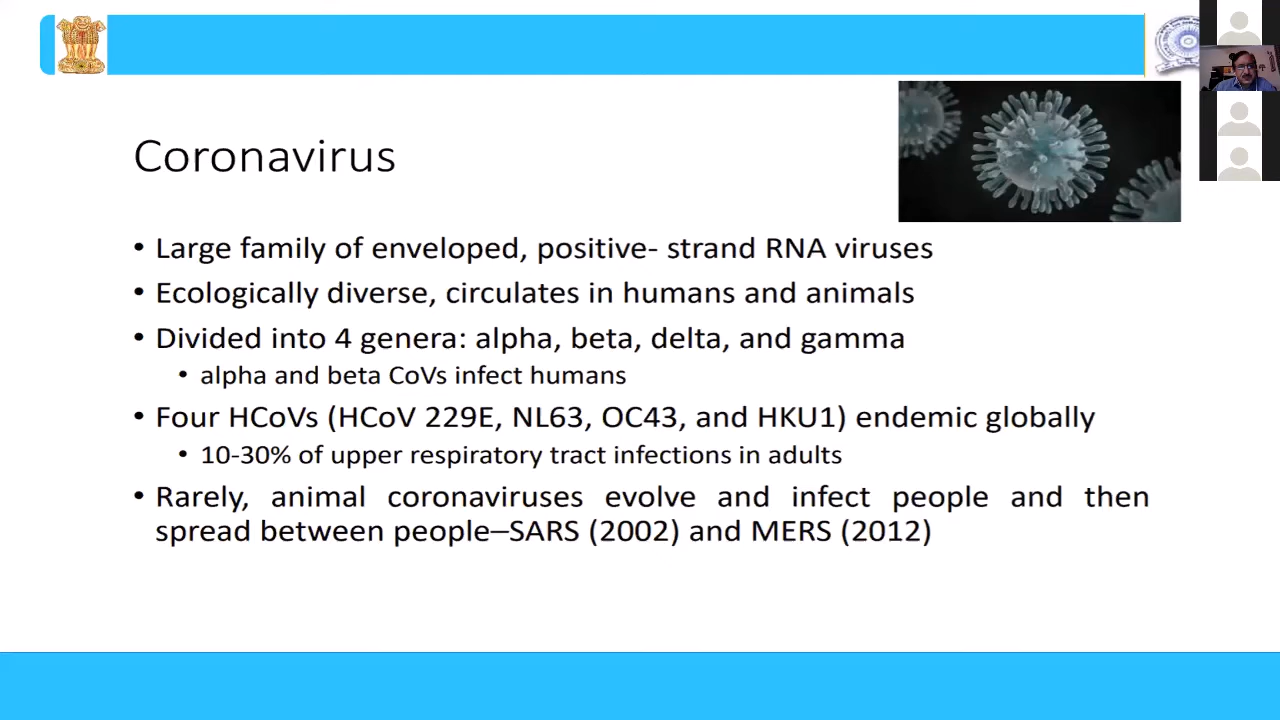 Coronavirus
• Large family of enveloped, positive- strand RNA viruses
• Ecologically diverse, circulates in humans and animals
• Divided into 4 genera: alpha, beta, delta, and gamma
• alpha and beta CoVs infect humans
• Four HCoVs (HCoV 229E, NL63, OC43, and HKU1) endemic globally
• 10-30% of upper respiratory tract infections in adults
• Rarely, animal coronaviruses evolve and infect people and then
spread between people–SARS (2002) and MERS (2012)